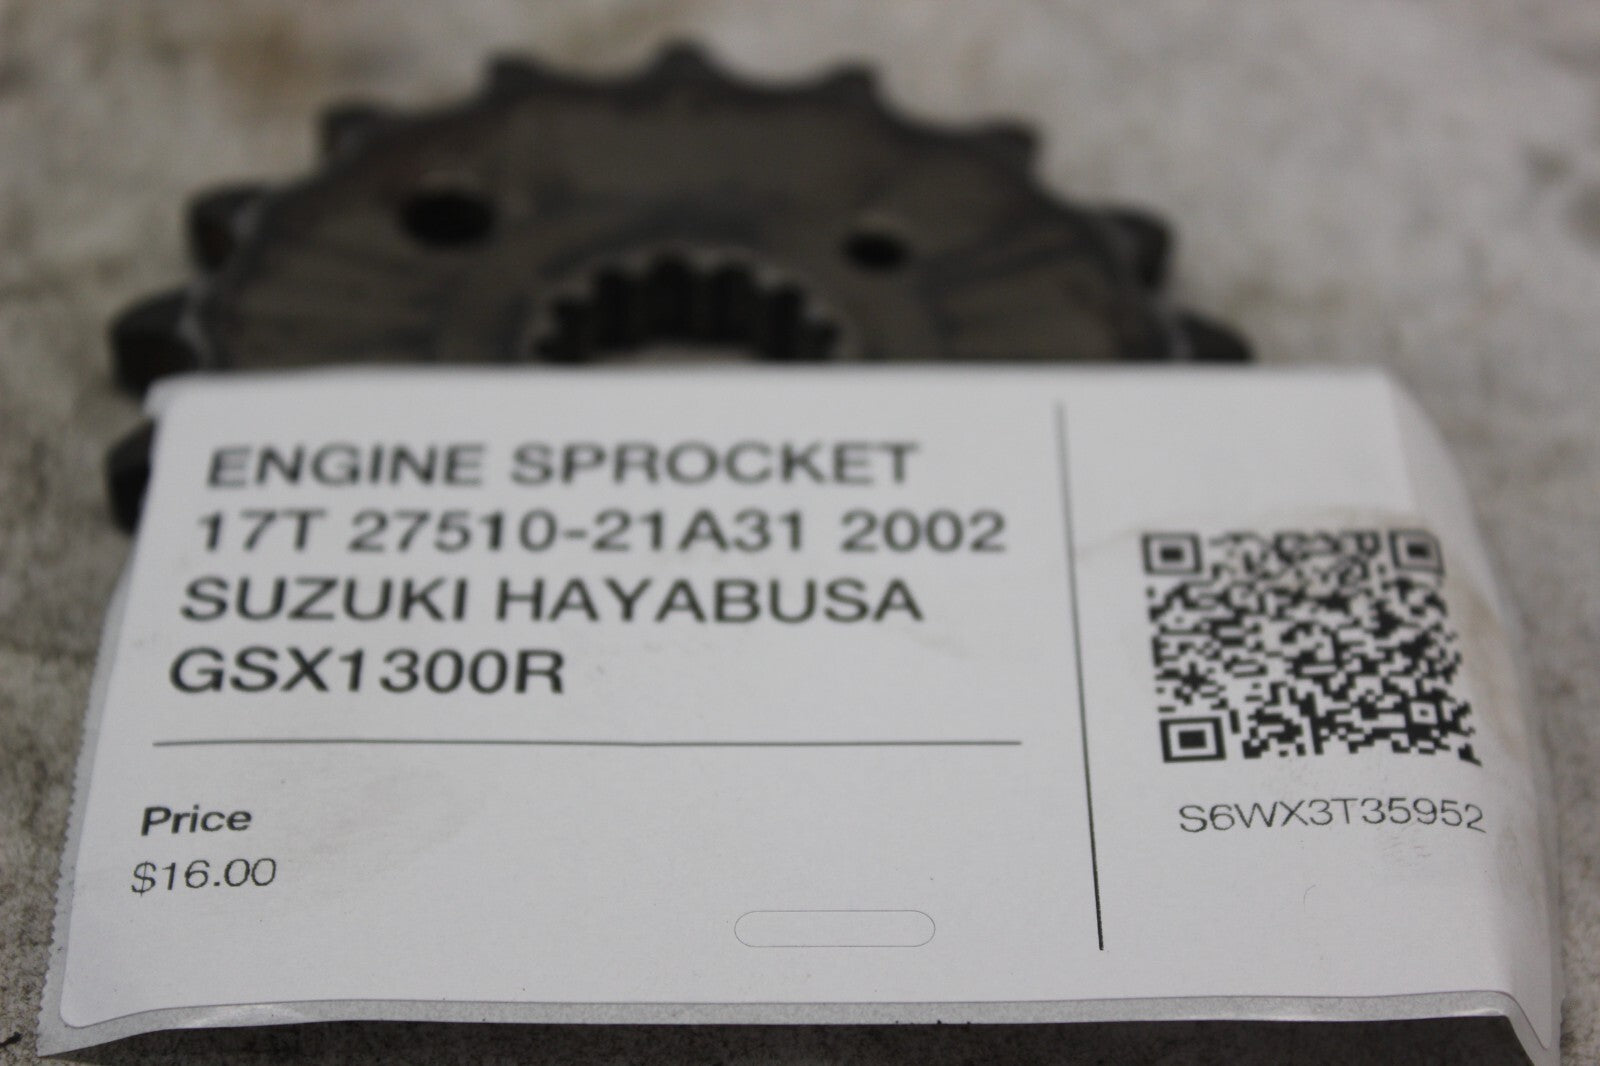 ENGINE SPROCKET
17T 27510-21A31 2002
SUZUKI HAYABUSA
GSX1300R
Price
$16.00
S6WX3T35952